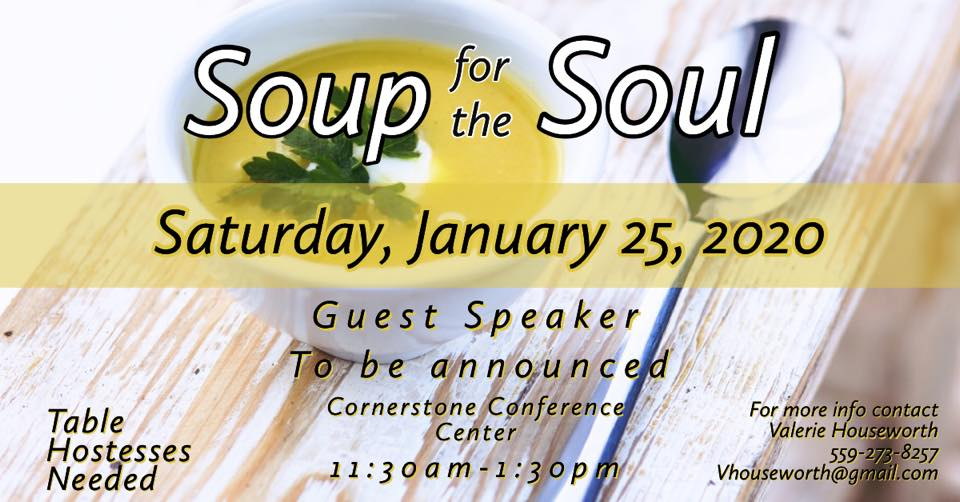 Soup for the Soul
Saturday, January 25, 2020
Guest Speaker
To be announced
Cornerstone Conference
Center
11:30am-1:30pm
Table
Hostesses
Needed
For more info contact
Valerie Houseworth
559-273-8257
Vhouseworth@gmail.com